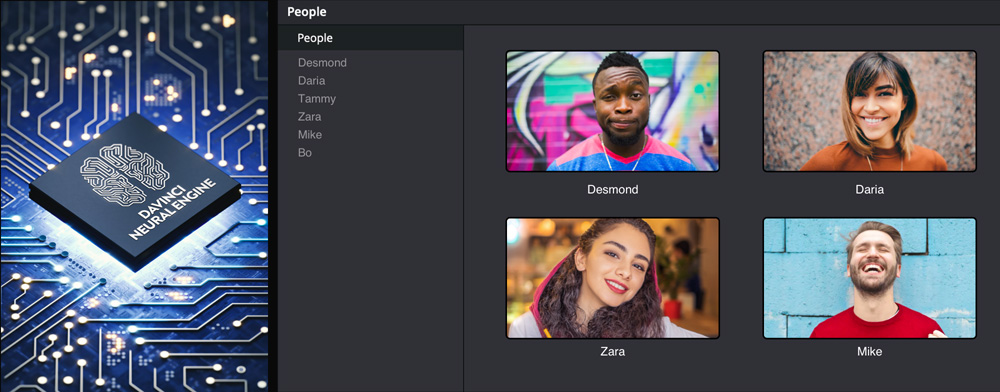 DAVINCI
NEURAL ENGINE
People
People
Desmond
Daria
Tammy
Zara
Mike
Bo
Desmond
Daria
Zara
Mike